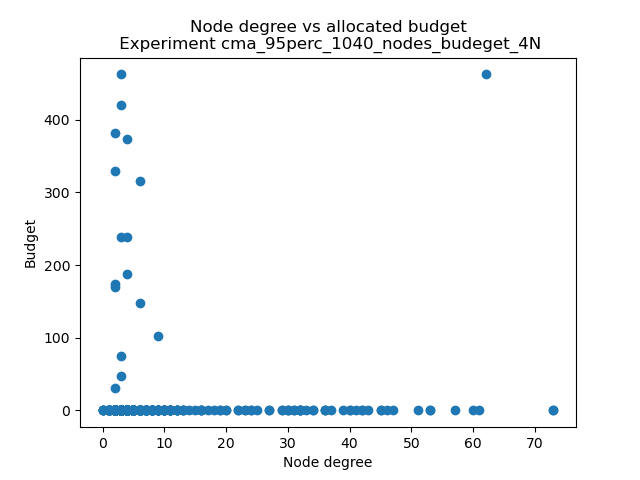 Node degree vs allocated budget
Experiment cma_95perc_1040_nodes_budeget_4N
Budget
400
300
200
100
0
0 10 20 30 40 50 60 70
Node degree